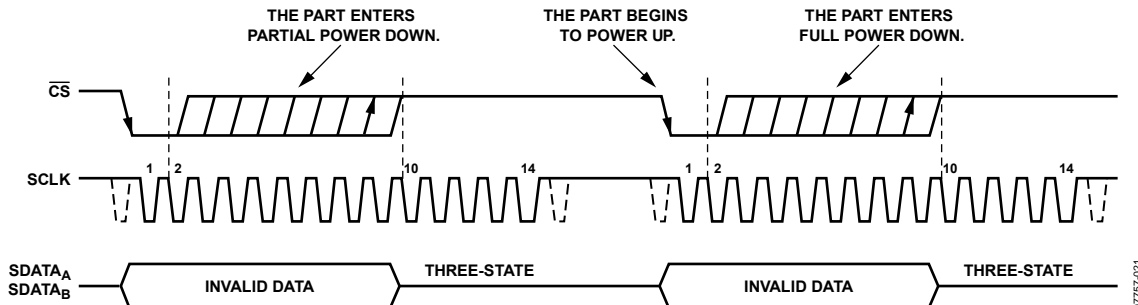 THE PART ENTERS
PARTIAL POWER DOWN.
THE PART BEGINS
TO POWER UP.
THE PART ENTERS
FULL POWER DOWN.
CS
SCLK
1 2 10 14 1 2 10 14
SDATAA
SDATAB
INVALID DATA THREE-STATE INVALID DATA THREE-STATE